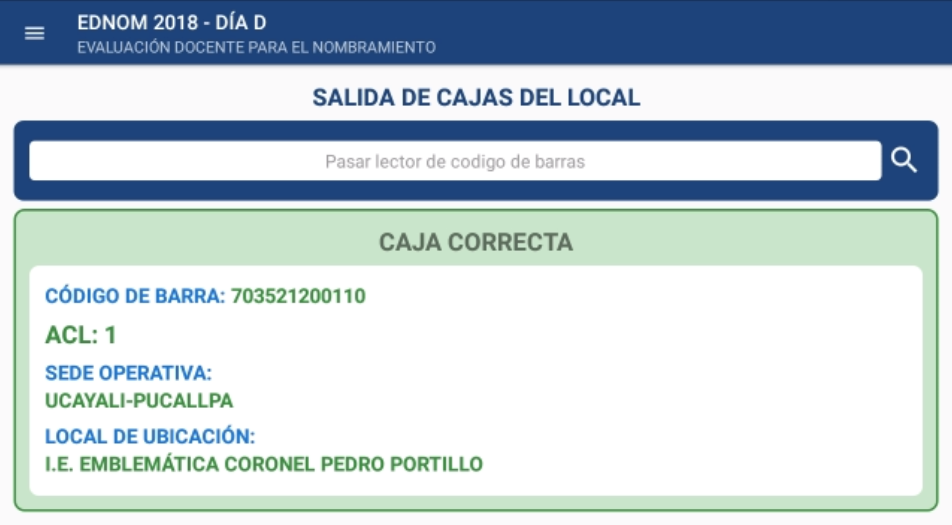 EDNOM 2018 - DÍA D
EVALUACIÓN DOCENTE PARA EL NOMBRAMIENTO
SALIDA DE CAJAS DEL LOCAL
Pasar lector de codigo de barras
CAJA CORRECTA
CÓDIGO DE BARRA: 703521200110
ACL: 1
SEDE OPERATIVA:
UCAYALI-PUCALLPA
LOCAL DE UBICACIÓN:
I.E. EMBLEMÁTICA CORONEL PEDRO PORTILLO